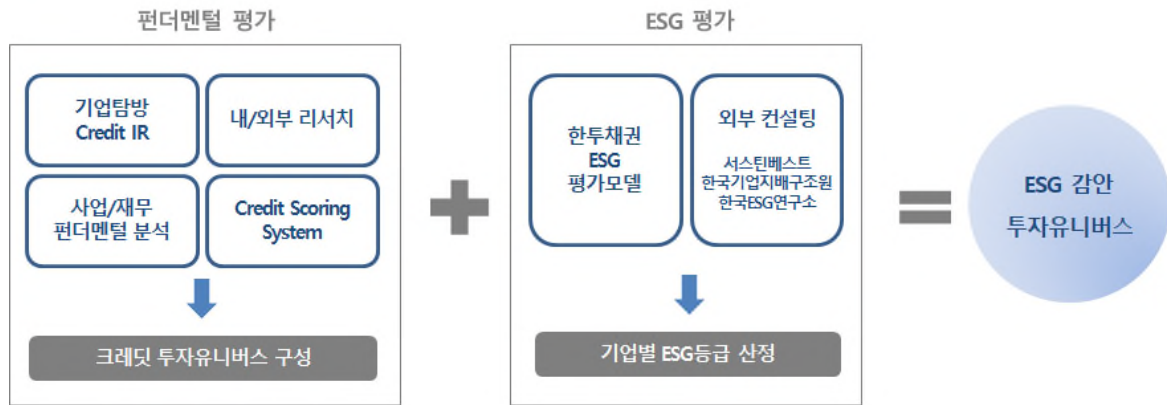 펀더멘털 평가
기업탐방
Credit IR
내/외부 리서치
사업/재무
펀더멘털 분석
Credit Scoring
System
크레딧 투자유니버스 구성
ESG 평가
한투채권
ESG
평가모델
외부 컨설팅
서스틴베스트
한국기업지배구조원
한국ESG연구소
기업별 ESG등급 산정
ESG 감안
투자유니버스